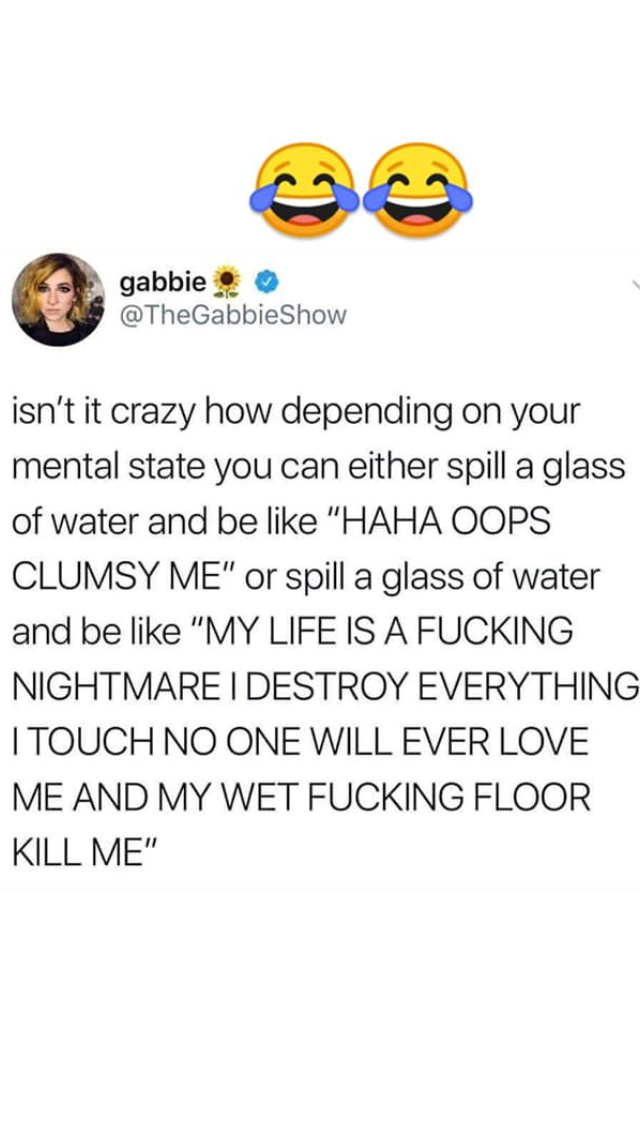 gabbie🌻
@TheGabbieShow
isn't it crazy how depending on your
mental state you can either spill a glass
of water and be like "HAHA OOPS
CLUMSY ME" or spill a glass of water
and be like "MY LIFE IS A FUCKING
NIGHTMARE I DESTROY EVERYTHING
I TOUCH NO ONE WILL EVER LOVE
ME AND MY WET FUCKING FLOOR
KILL ME"